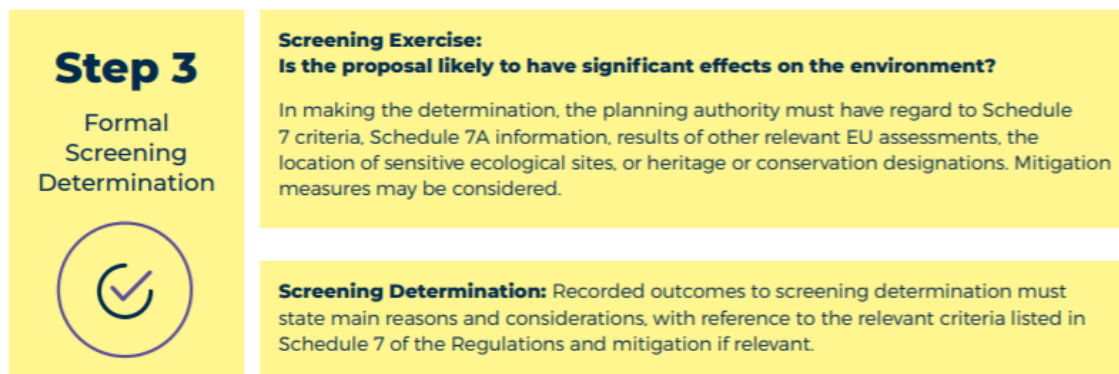 Step 3
Formal
Screening
Determination
Screening Exercise:
Is the proposal likely to have significant effects on the environment?
In making the determination, the planning authority must have regard to Schedule
7 criteria, Schedule 7A information, results of other relevant EU assessments, the
location of sensitive ecological sites, or heritage or conservation designations. Mitigation
measures may be considered.
Screening Determination: Recorded outcomes to screening determination must
state main reasons and considerations, with reference to the relevant criteria listed in
Schedule 7 of the Regulations and mitigation if relevant.